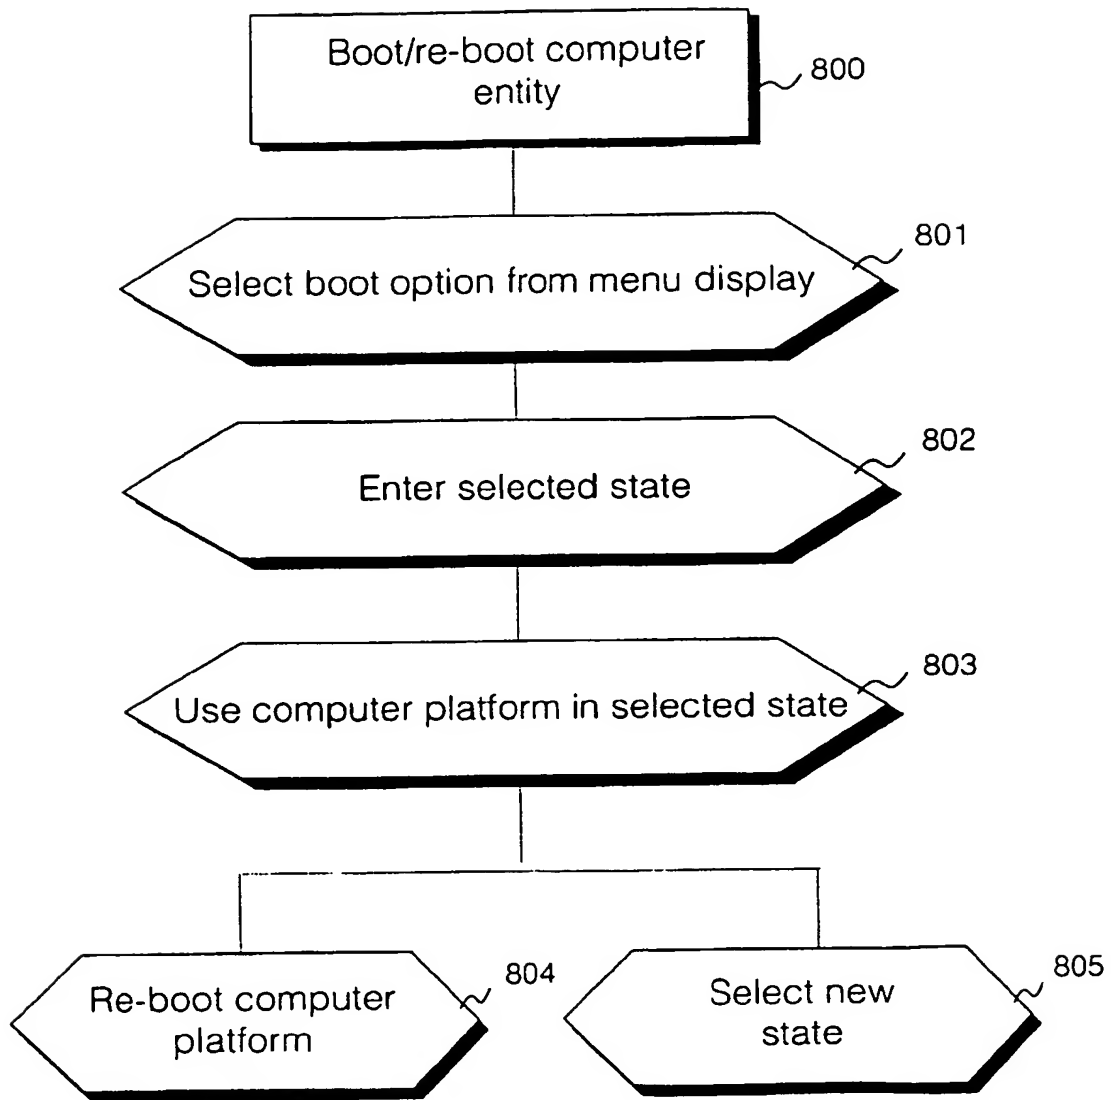 Boot/re-boot computer
entity
800
Select boot option from menu display
801
Enter selected state
802
Use computer platform in selected state
803
Re-boot computer
platform
804
Select new
state
805